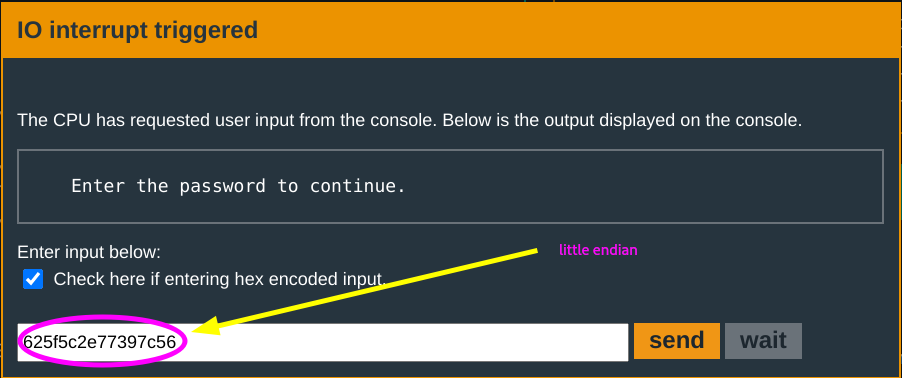 IO interrupt triggered
The CPU has requested user input from the console. Below is the output displayed on the console.
Enter the password to continue.
Enter input below:
little endian
Check here if entering hex encoded input.
625f5c2e77397c56
send
wait